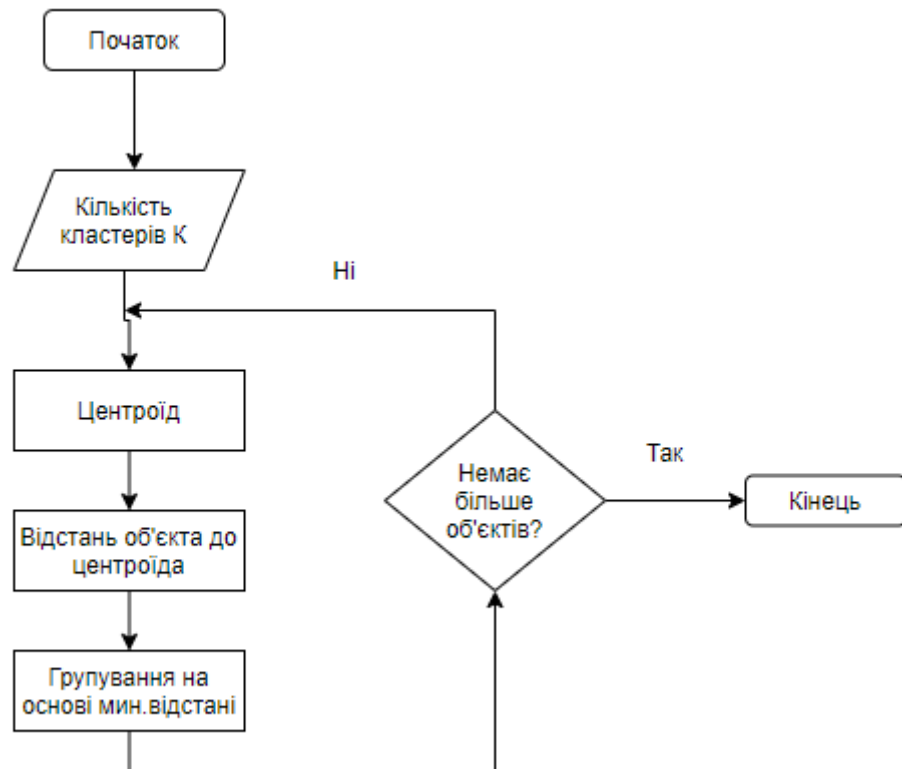 Початок
Кількість
кластерів К
Ні
Центроїд
Відстань об'єкта до
центроїда
Групування на
основі мин.відстані
Немає
більше
об'єктів?
Так
Кінець